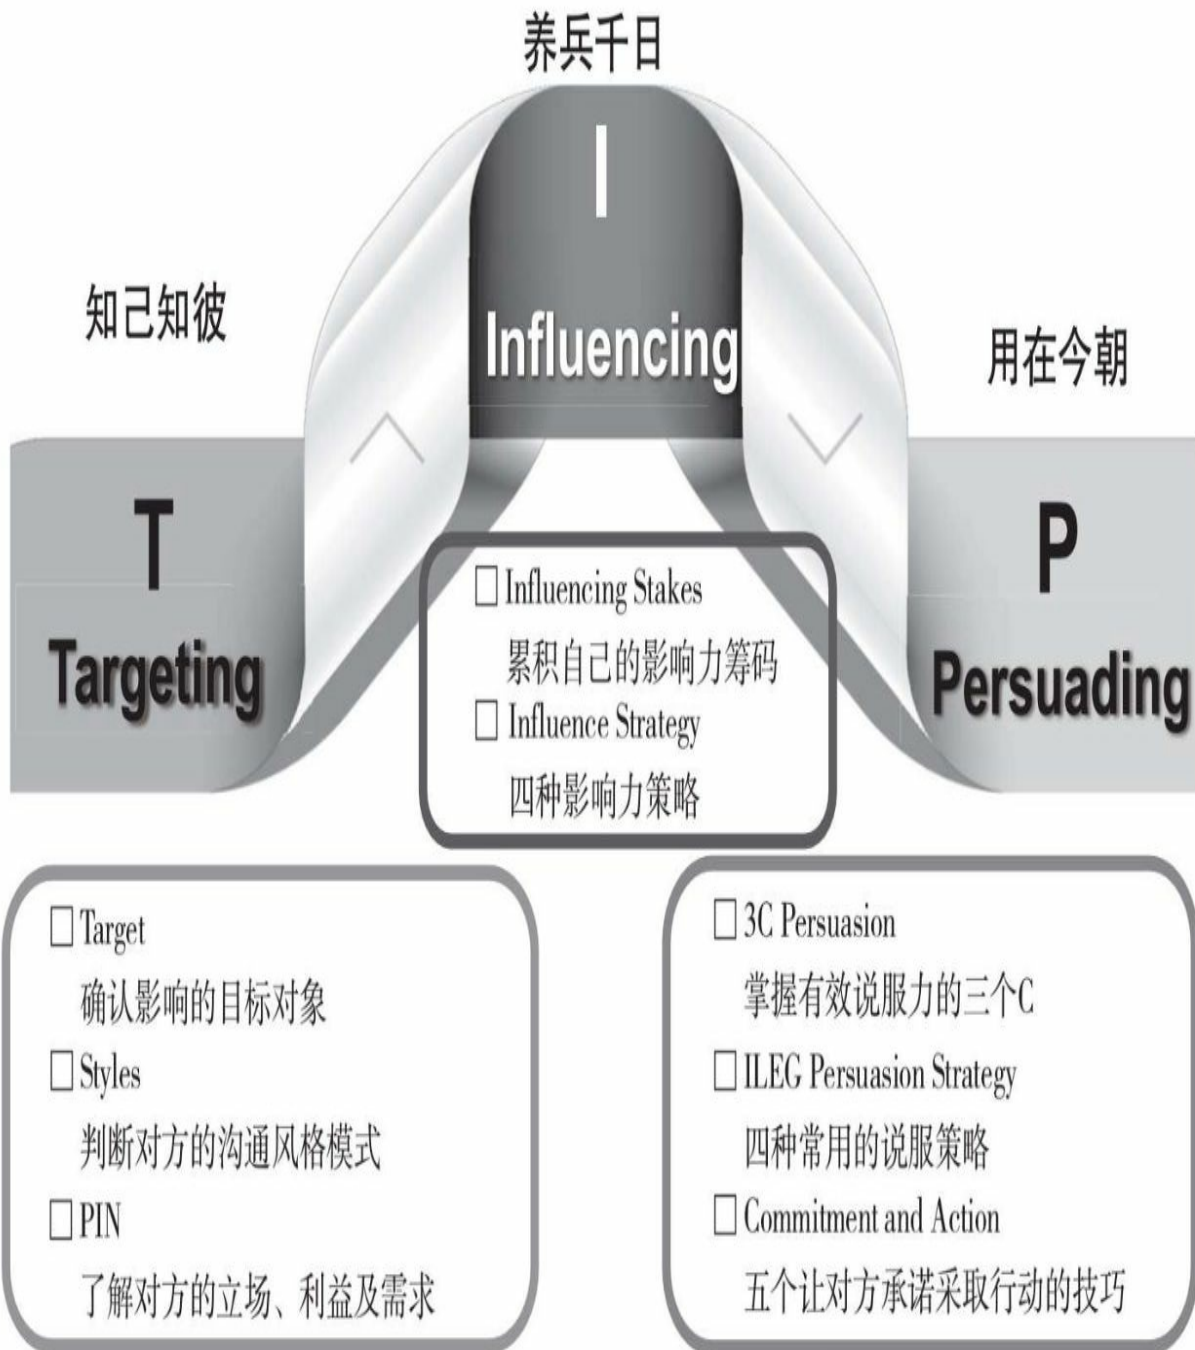 养兵千日
I
Influencing
知己知彼
T
Targeting
用在今朝
P
Persuading
□ Influencing Stakes
累积自己的影响力筹码
□ Influence Strategy
四种影响力策略
□ Target
确认影响的目标对象
□ Styles
判断对方的沟通风格模式
□ PIN
了解对方的立场、利益及需求
□ 3C Persuasion
掌握有效说服力的三个C
□ ILEG Persuasion Strategy
四种常用的说服策略
□ Commitment and Action
五个让对方承诺采取行动的技巧